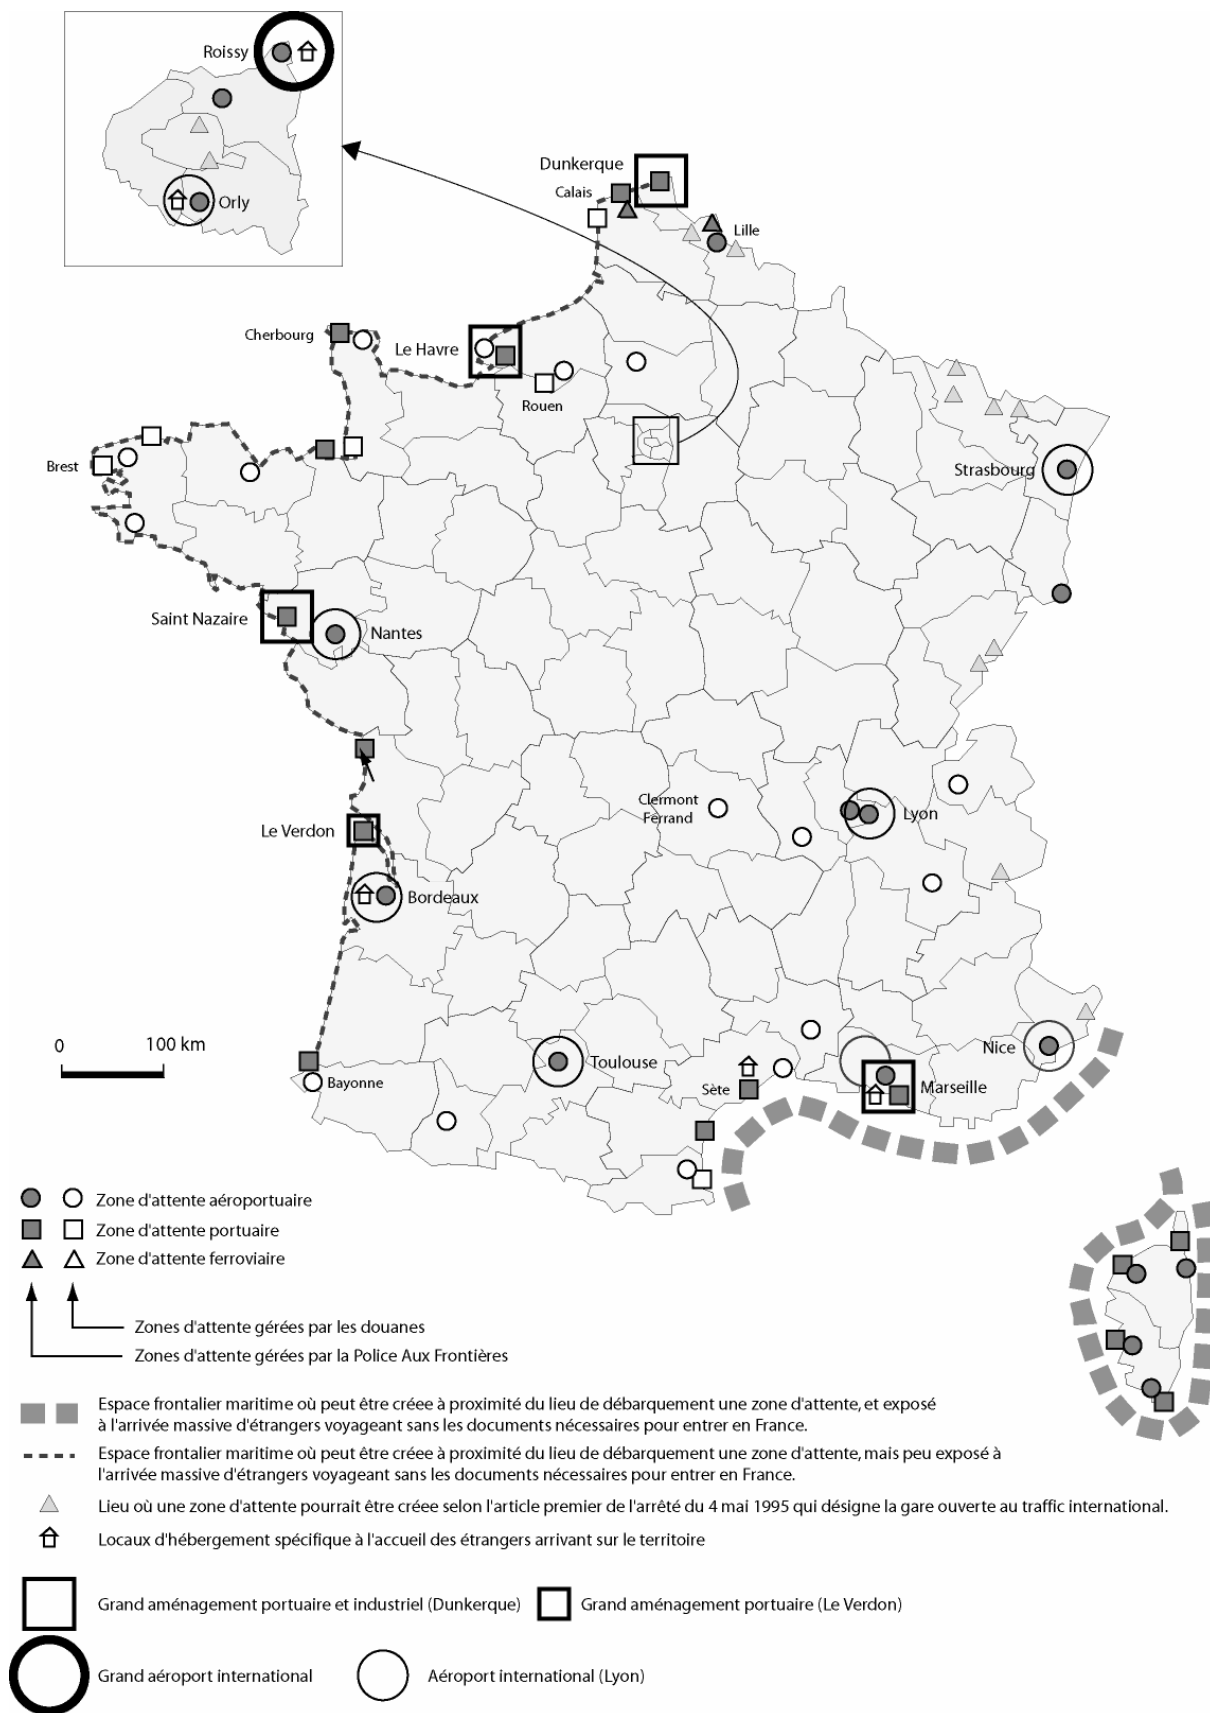 Roissy
Orly
Dunkerque
Calais
Lille
Cherbourg
Le Havre
Rouen
Brest
Strasbourg
Saint Nazaire
Nantes
Clermont
Ferrand
Lyon
Le Verdon
Bordeaux
0 100 km
Toulouse
Nice
Bayonne
Sète
Marseille
Zone d'attente aéroportuaire
Zone d'attente portuaire
Zone d'attente ferroviaire
Zones d'attente gérées par les douanes
Zones d'attente gérées par la Police Aux Frontières
Espace frontalier maritime où peut être créee à proximité du lieu de débarquement une zone d'attente, et exposé
à l'arrivée massive d'étrangers voyageant sans les documents nécessaires pour entrer en France.
Espace frontalier maritime où peut être créee à proximité du lieu de débarquement une zone d'attente, mais peu exposé à
l'arrivée massive d'étrangers voyageant sans les documents nécessaires pour entrer en France.
Lieu où une zone d'attente pourrait être créee selon l'article premier de l'arrêté du 4 mai 1995 qui désigne la gare ouverte au traffic international.
Locaux d'hébergement spécifique à l'accueil des étrangers arrivant sur le territoire
Grand aménagement portuaire et industriel (Dunkerque) Grand aménagement portuaire (Le Verdon)
Grand aéroport international Aéroport international (Lyon)